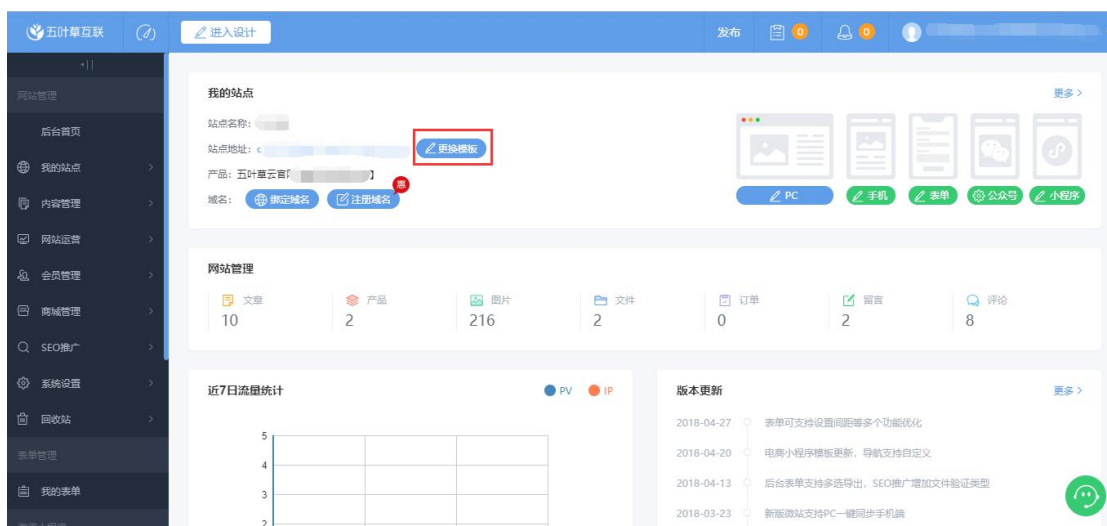 五叶草互联
进入设计
发布
0
0
网站管理
后台首页
我的站点
内容管理
网站运营
会员管理
商城管理
SEO推广
系统设置
回收站
表单管理
我的表单
我的站点
更多 >
站点名称:
站点地址:
更换模板
产品: 五叶草云官
】
域名:
绑定域名
注册域名
惠
PC
手机
表单
公众号
小程序
网站管理
文章
产品
图片
文件
订单
留言
评论
10
2
216
2
0
2
8
近7日流量统计
PV
IP
5
4
3
2
版本更新
更多 >
2018-04-27 表单可支持设置间距等多个功能优化
2018-04-20 电商小程序模板更新，导航支持自定义
2018-04-13 后台表单支持多选导出，SEO推广增加文件验证类型
2018-03-23 新版微站支持PC一键同步手机端